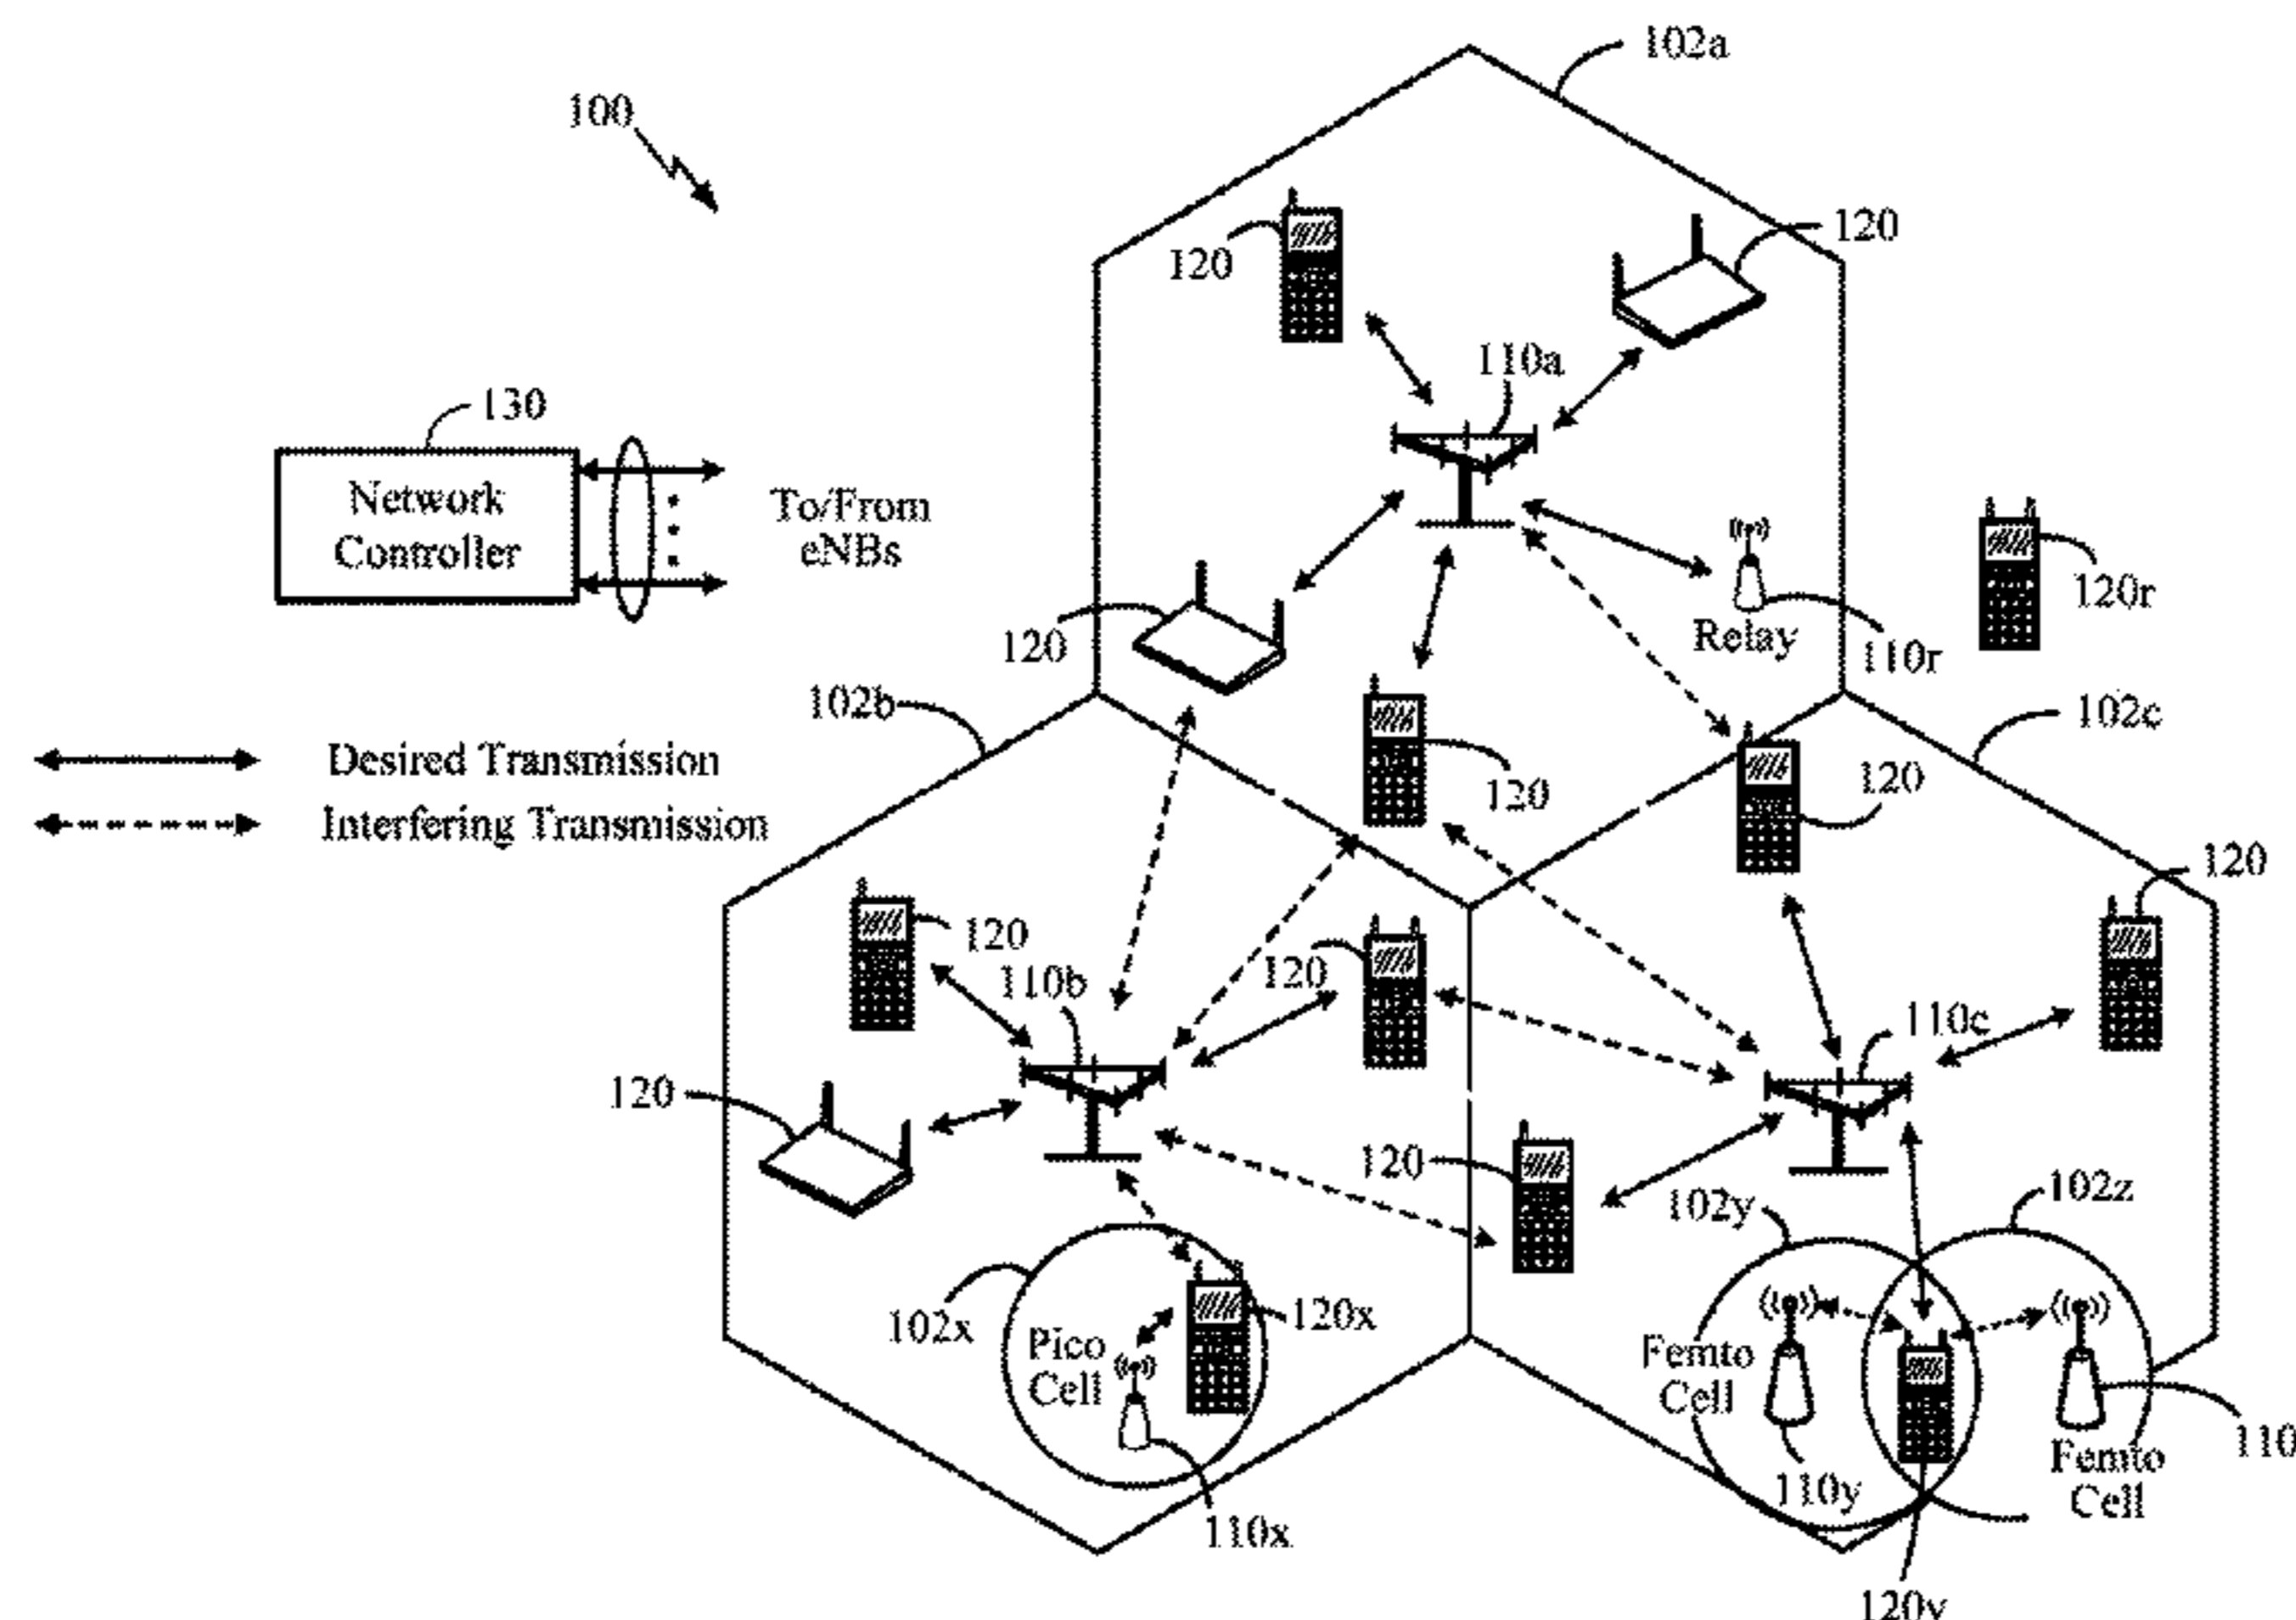 102a
100
120
120
110a
130
Network
Controller
To/From
eNBs
120r
120
Relay
110r
102b
102c
Desired Transmission
120
120
Interfering Transmission
120
120
120
110b
110c
120
120
102y
102z
102x
120x
Pico
Cell
Femto
Cell
110y
110
Femto
Cell
110x
120y